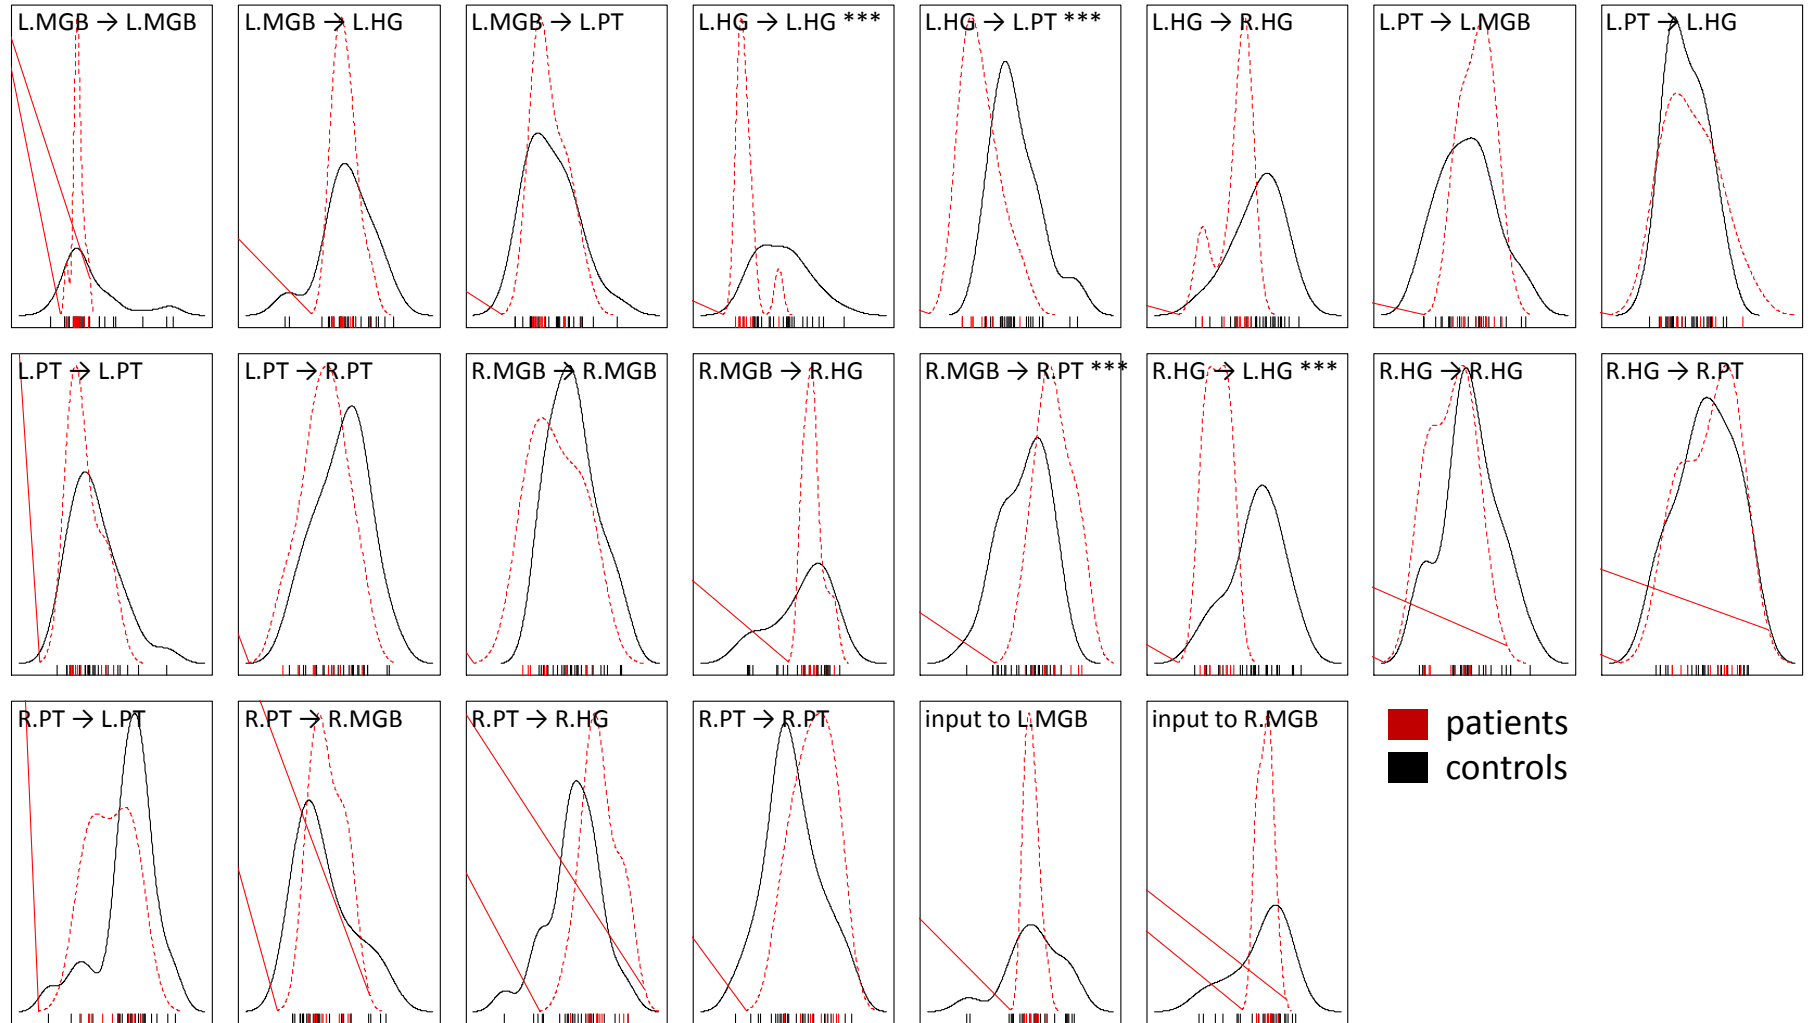 L.MGB → L.MGB
L.MGB → L.HG
L.MGB → L.PT
L.HG → L.HG ***
L.HG → L.PT ***
L.HG → R.HG
L.PT → L.MGB
L.PT → L.HG
L.PT → L.PT
L.PT → R.PT
R.MGB → R.MGB
R.MGB → R.HG
R.MGB → R.PT ***
R.HG → L.HG ***
R.HG → R.HG
R.HG → R.PT
R.PT → L.PT
R.PT → R.MGB
R.PT → R.HG
R.PT → R.PT
input to L.MGB
input to R.MGB
patients
controls